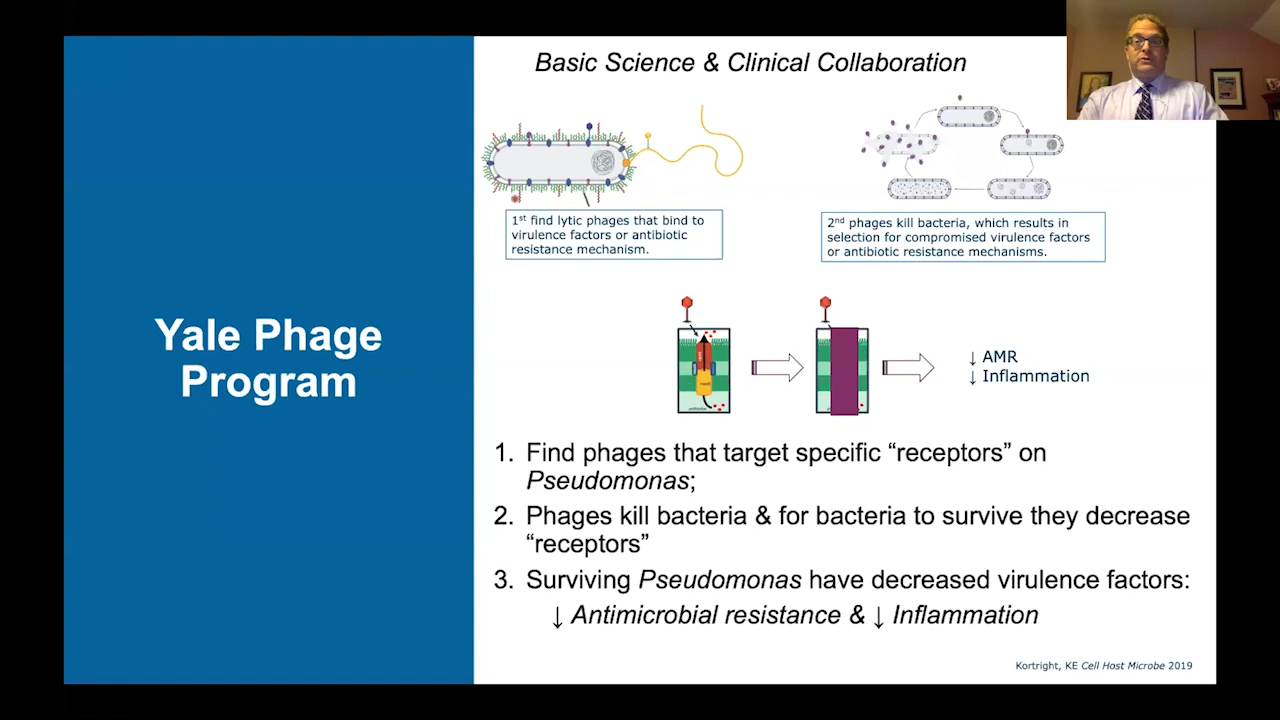 Basic Science & Clinical Collaboration
1st find lytic phages that bind to
virulence factors or antibiotic
resistance mechanism.
2nd phages kill bacteria, which results in
selection for compromised virulence factors
or antibiotic resistance mechanisms.
Yale Phage
Program
↓ AMR
↓ Inflammation
1. Find phages that target specific “receptors” on
Pseudomonas;
2. Phages kill bacteria & for bacteria to survive they decrease
“receptors”
3. Surviving Pseudomonas have decreased virulence factors:
↓ Antimicrobial resistance & ↓ Inflammation
Kortright, KE Cell Host Microbe 2019